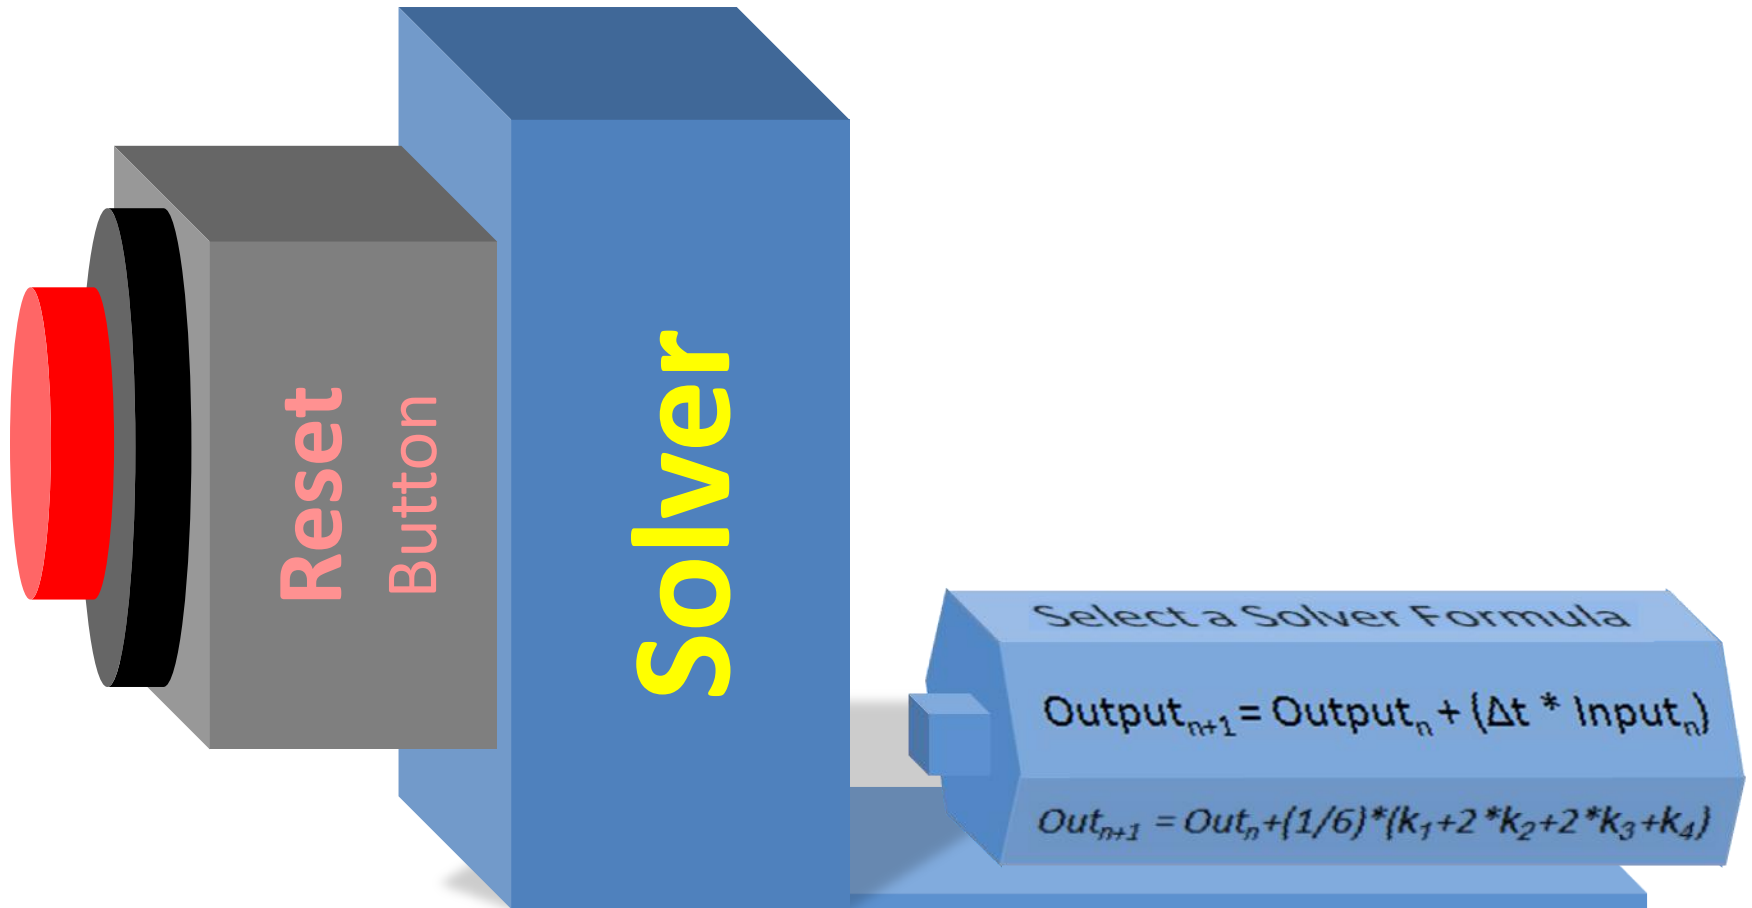 Reset
Button
Solver
Select a Solver Formula
Outputₙ₊₁ = Outputₙ + (Δt * Inputₙ)
Outₙ₊₁ = Outₙ+(1/6)*(k₁+2*k₂+2*k₃+k₄)